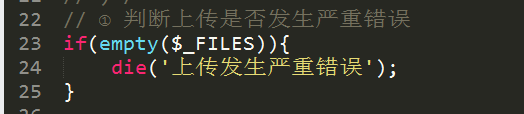 22 // ① 判断上传是否发生严重错误
23 if(empty($_FILES)){
24     die('上传发生严重错误');
25 }